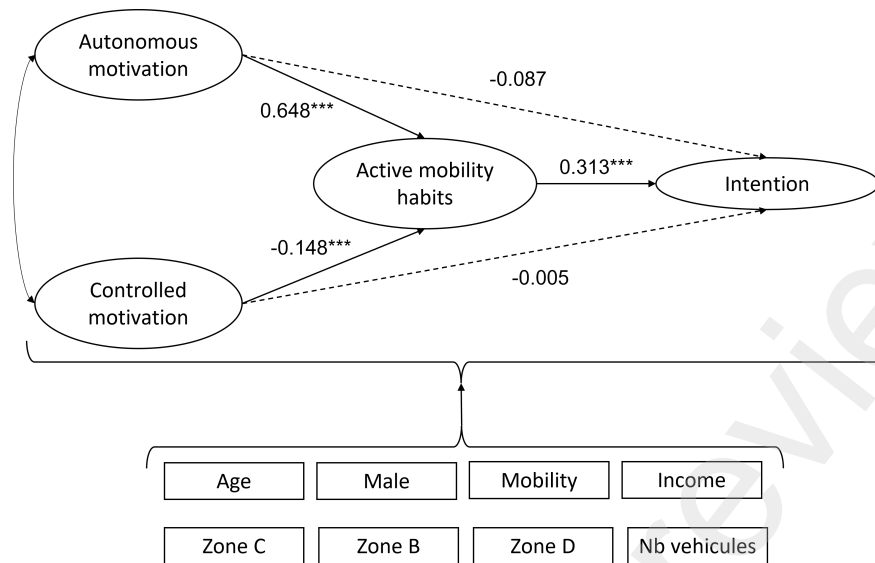 Autonomous
motivation
-0.087
0.648***
Active mobility
habits
0.313***
Intention
-0.148***
-0.005
Controlled
motivation
Age
Male
Mobility
Income
Zone C
Zone B
Zone D
Nb vehicules